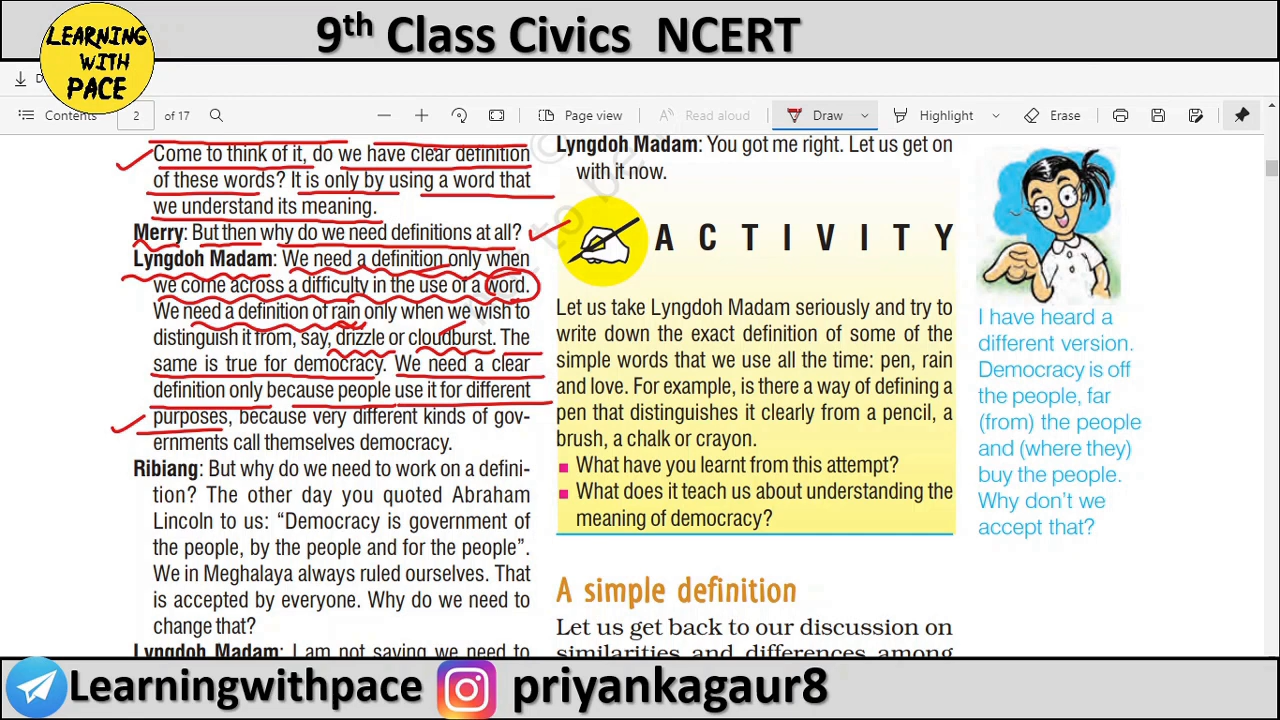 9th Class Civics NCERT
LEARNING
WITH
PACE
Contents
2
of 17
Page view
Read aloud
Draw
Highlight
Erase
Come to think of it, do we have clear definition
of these words? It is only by using a word that
we understand its meaning.
Merry: But then why do we need definitions at all?
Lyngdoh Madam: We need a definition only when
we come across a difficulty in the use of a word.
We need a definition of rain only when we wish to
distinguish it from, say, drizzle or cloudburst. The
same is true for democracy. We need a clear
definition only because people use it for different
purposes, because very different kinds of gov-
ernments call themselves democracy.
Ribiang: But why do we need to work on a defini-
tion? The other day you quoted Abraham
Lincoln to us: “Democracy is government of
the people, by the people and for the people”.
We in Meghalaya always ruled ourselves. That
is accepted by everyone. Why do we need to
change that?
Lyngdoh Madam: I am not saying we need to
Lyngdoh Madam: You got me right. Let us get on
with it now.
ACTIVITY
Let us take Lyngdoh Madam seriously and try to
write down the exact definition of some of the
simple words that we use all the time: pen, rain
and love. For example, is there a way of defining a
pen that distinguishes it clearly from a pencil, a
brush, a chalk or crayon.
What have you learnt from this attempt?
What does it teach us about understanding the
meaning of democracy?
A simple definition
Let us get back to our discussion on
similarities and differences among
I have heard a
different version.
Democracy is off
the people, far
(from) the people
and (where they)
buy the people.
Why don’t we
accept that?
Learningwithpace
priyankagaur8